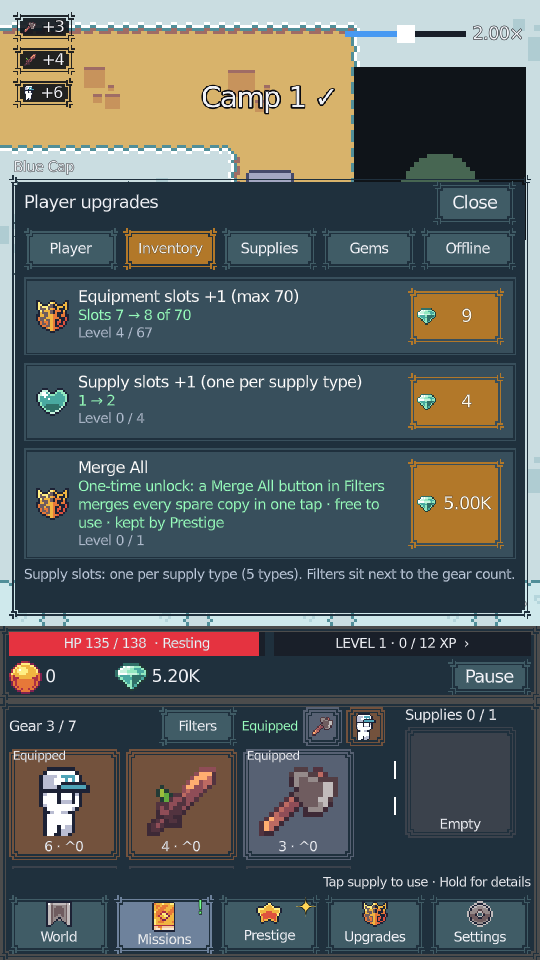 +3
2.00×
+4
+6
Camp 1 ✓
Blue Cap
Player upgrades
Close
Player
Inventory
Supplies
Gems
Offline
Equipment slots +1 (max 70)
Slots 7 → 8 of 70
Level 4 / 67
9
Supply slots +1 (one per supply type)
1 → 2
Level 0 / 4
4
Merge All
One-time unlock: a Merge All button in Filters
merges every spare copy in one tap · free to
use · kept by Prestige
Level 0 / 1
5.00K
Supply slots: one per supply type (5 types). Filters sit next to the gear count.
HP 135 / 138 · Resting
LEVEL 1 · 0 / 12 XP ›
0
5.20K
Pause
Gear 3 / 7
Filters
Equipped
Supplies 0 / 1
Equipped
6 · ^0
4 · ^0
Equipped
3 · ^0
Empty
Tap supply to use · Hold for details
World
Missions
!
Prestige
Upgrades
Settings